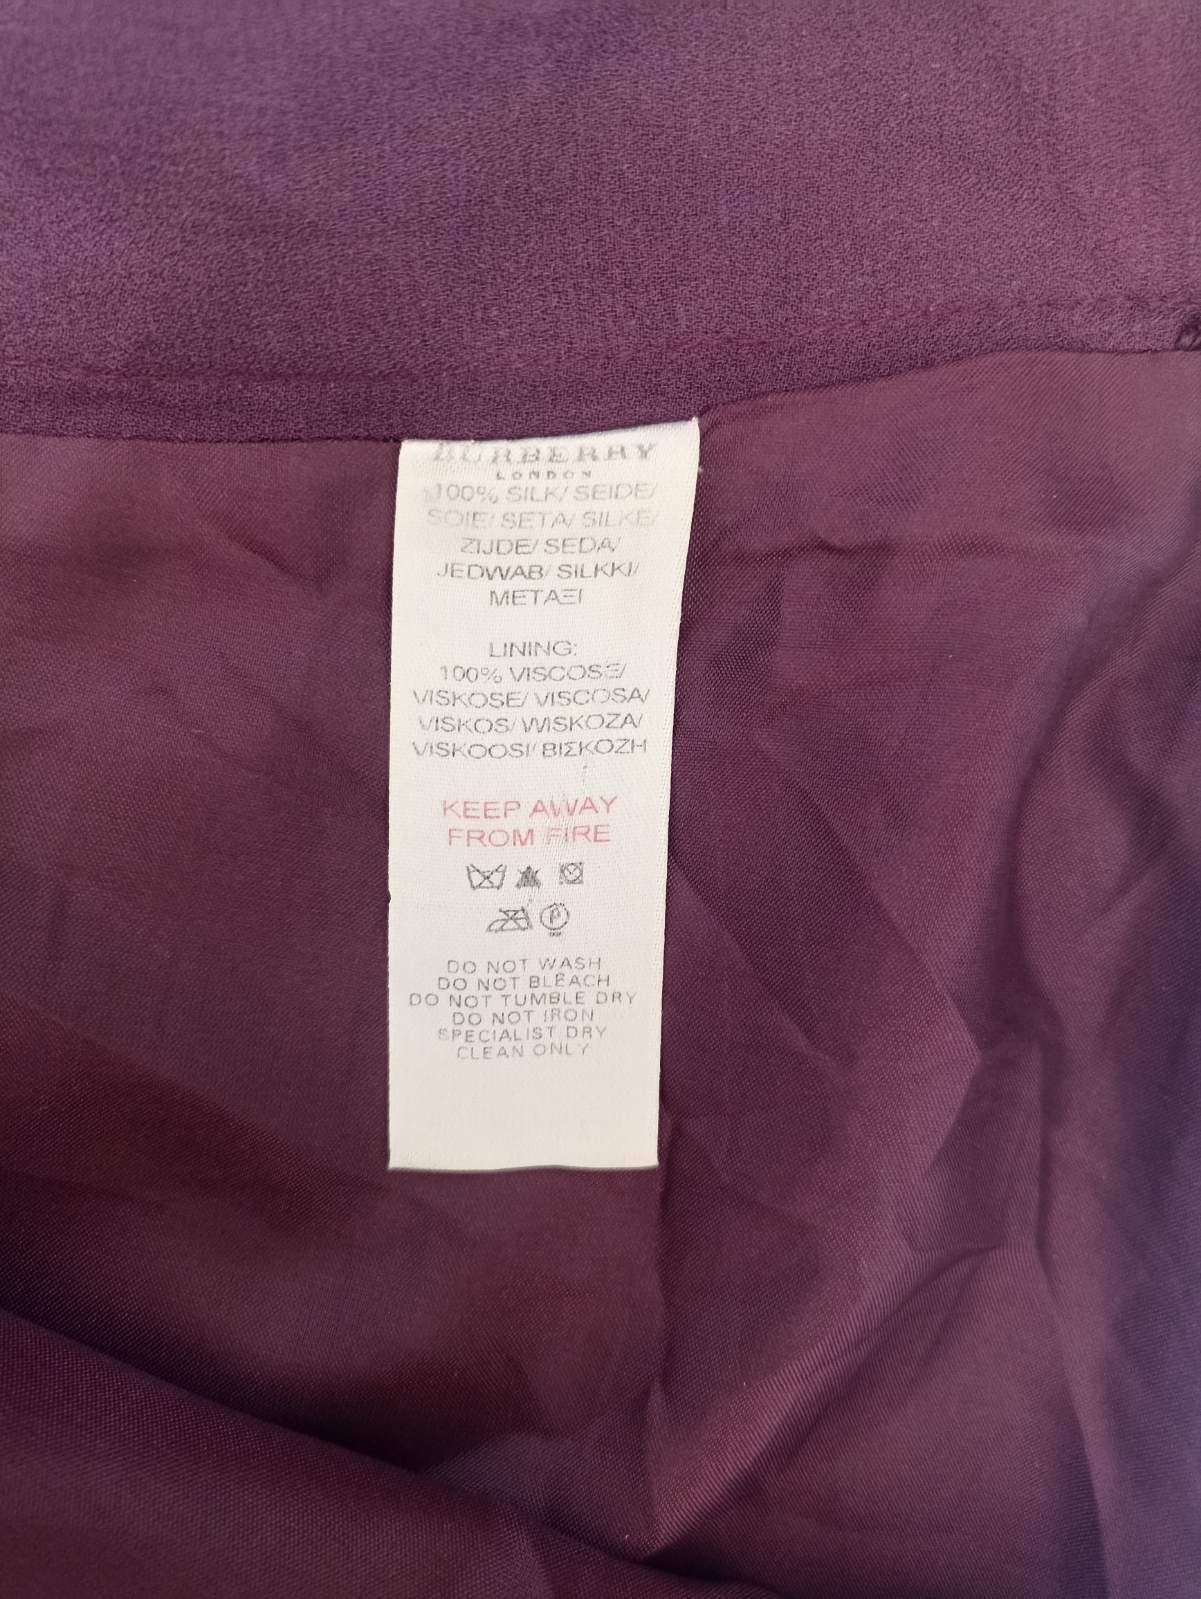 BURBERRY
LONDON
100% SILK/ SEIDE/
SOIE/ SETA/ SILKE/
ZIJDE/ SEDA/
JEDWAB/ SILKKI/
ΜΕΤΑΞΙ
LINING:
100% VISCOSE/
VISKOSE/ VISCOSA/
VISKOS/ WISKOZA/
VISKOOSI/ ΒΙΣΚΟΖΗ
KEEP AWAY
FROM FIRE
P
DO NOT WASH
DO NOT BLEACH
DO NOT TUMBLE DRY
DO NOT IRON
SPECIALIST DRY
CLEAN ONLY